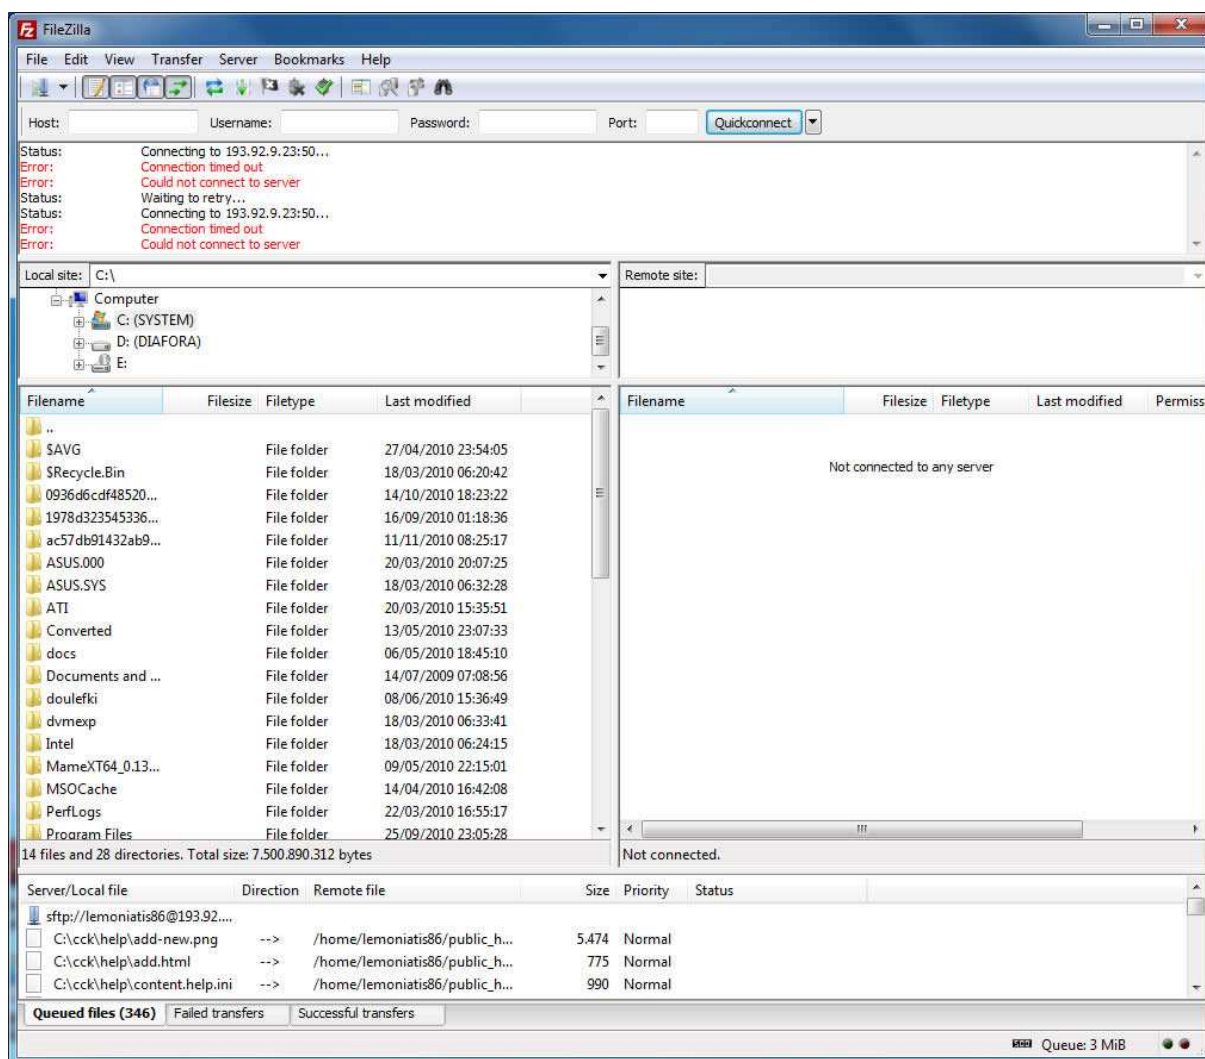 FileZilla
File Edit View Transfer Server Bookmarks Help
Host: Username: Password: Port: Quickconnect
Status: Connecting to 193.92.9.23:50...
Error: Connection timed out
Error: Could not connect to server
Status: Waiting to retry...
Status: Connecting to 193.92.9.23:50...
Error: Connection timed out
Error: Could not connect to server
Local site: C:\ Remote site:
Computer
C: (SYSTEM)
D: (DIAFORA)
E:
Filename Filesize Filetype Last modified
..
$AVG File folder 27/04/2010 23:54:05
$Recycle.Bin File folder 18/03/2010 06:20:42
0936d6cdf48520... File folder 14/10/2010 18:23:22
1978d323545336... File folder 16/09/2010 01:18:36
ac57db91432ab9... File folder 11/11/2010 08:25:17
ASUS.000 File folder 20/03/2010 20:07:25
ASUS.SYS File folder 18/03/2010 06:32:28
ATI File folder 20/03/2010 15:35:51
Converted File folder 13/05/2010 23:07:33
docs File folder 06/05/2010 18:45:10
Documents and ... File folder 14/07/2009 07:08:56
doulefki File folder 08/06/2010 15:36:49
dvmexp File folder 18/03/2010 06:33:41
Intel File folder 18/03/2010 06:24:15
MameXT64_0.13... File folder 09/05/2010 22:15:01
MSOCache File folder 14/04/2010 16:42:08
PerfLogs File folder 22/03/2010 16:55:17
Program Files File folder 25/09/2010 23:05:28
14 files and 28 directories. Total size: 7.500.890.312 bytes
Filename Filesize Filetype Last modified Permiss
Not connected to any server
Not connected.
Server/Local file Direction Remote file Size Priority Status
sftp://lemoniatis86@193.92....
C:\cck\help\add-new.png --> /home/lemoniatis86/public_h... 5.474 Normal
C:\cck\help\add.html --> /home/lemoniatis86/public_h... 775 Normal
C:\cck\help\content.help.ini --> /home/lemoniatis86/public_h... 990 Normal
Queued files (346) Failed transfers Successful transfers
Queue: 3 MiB